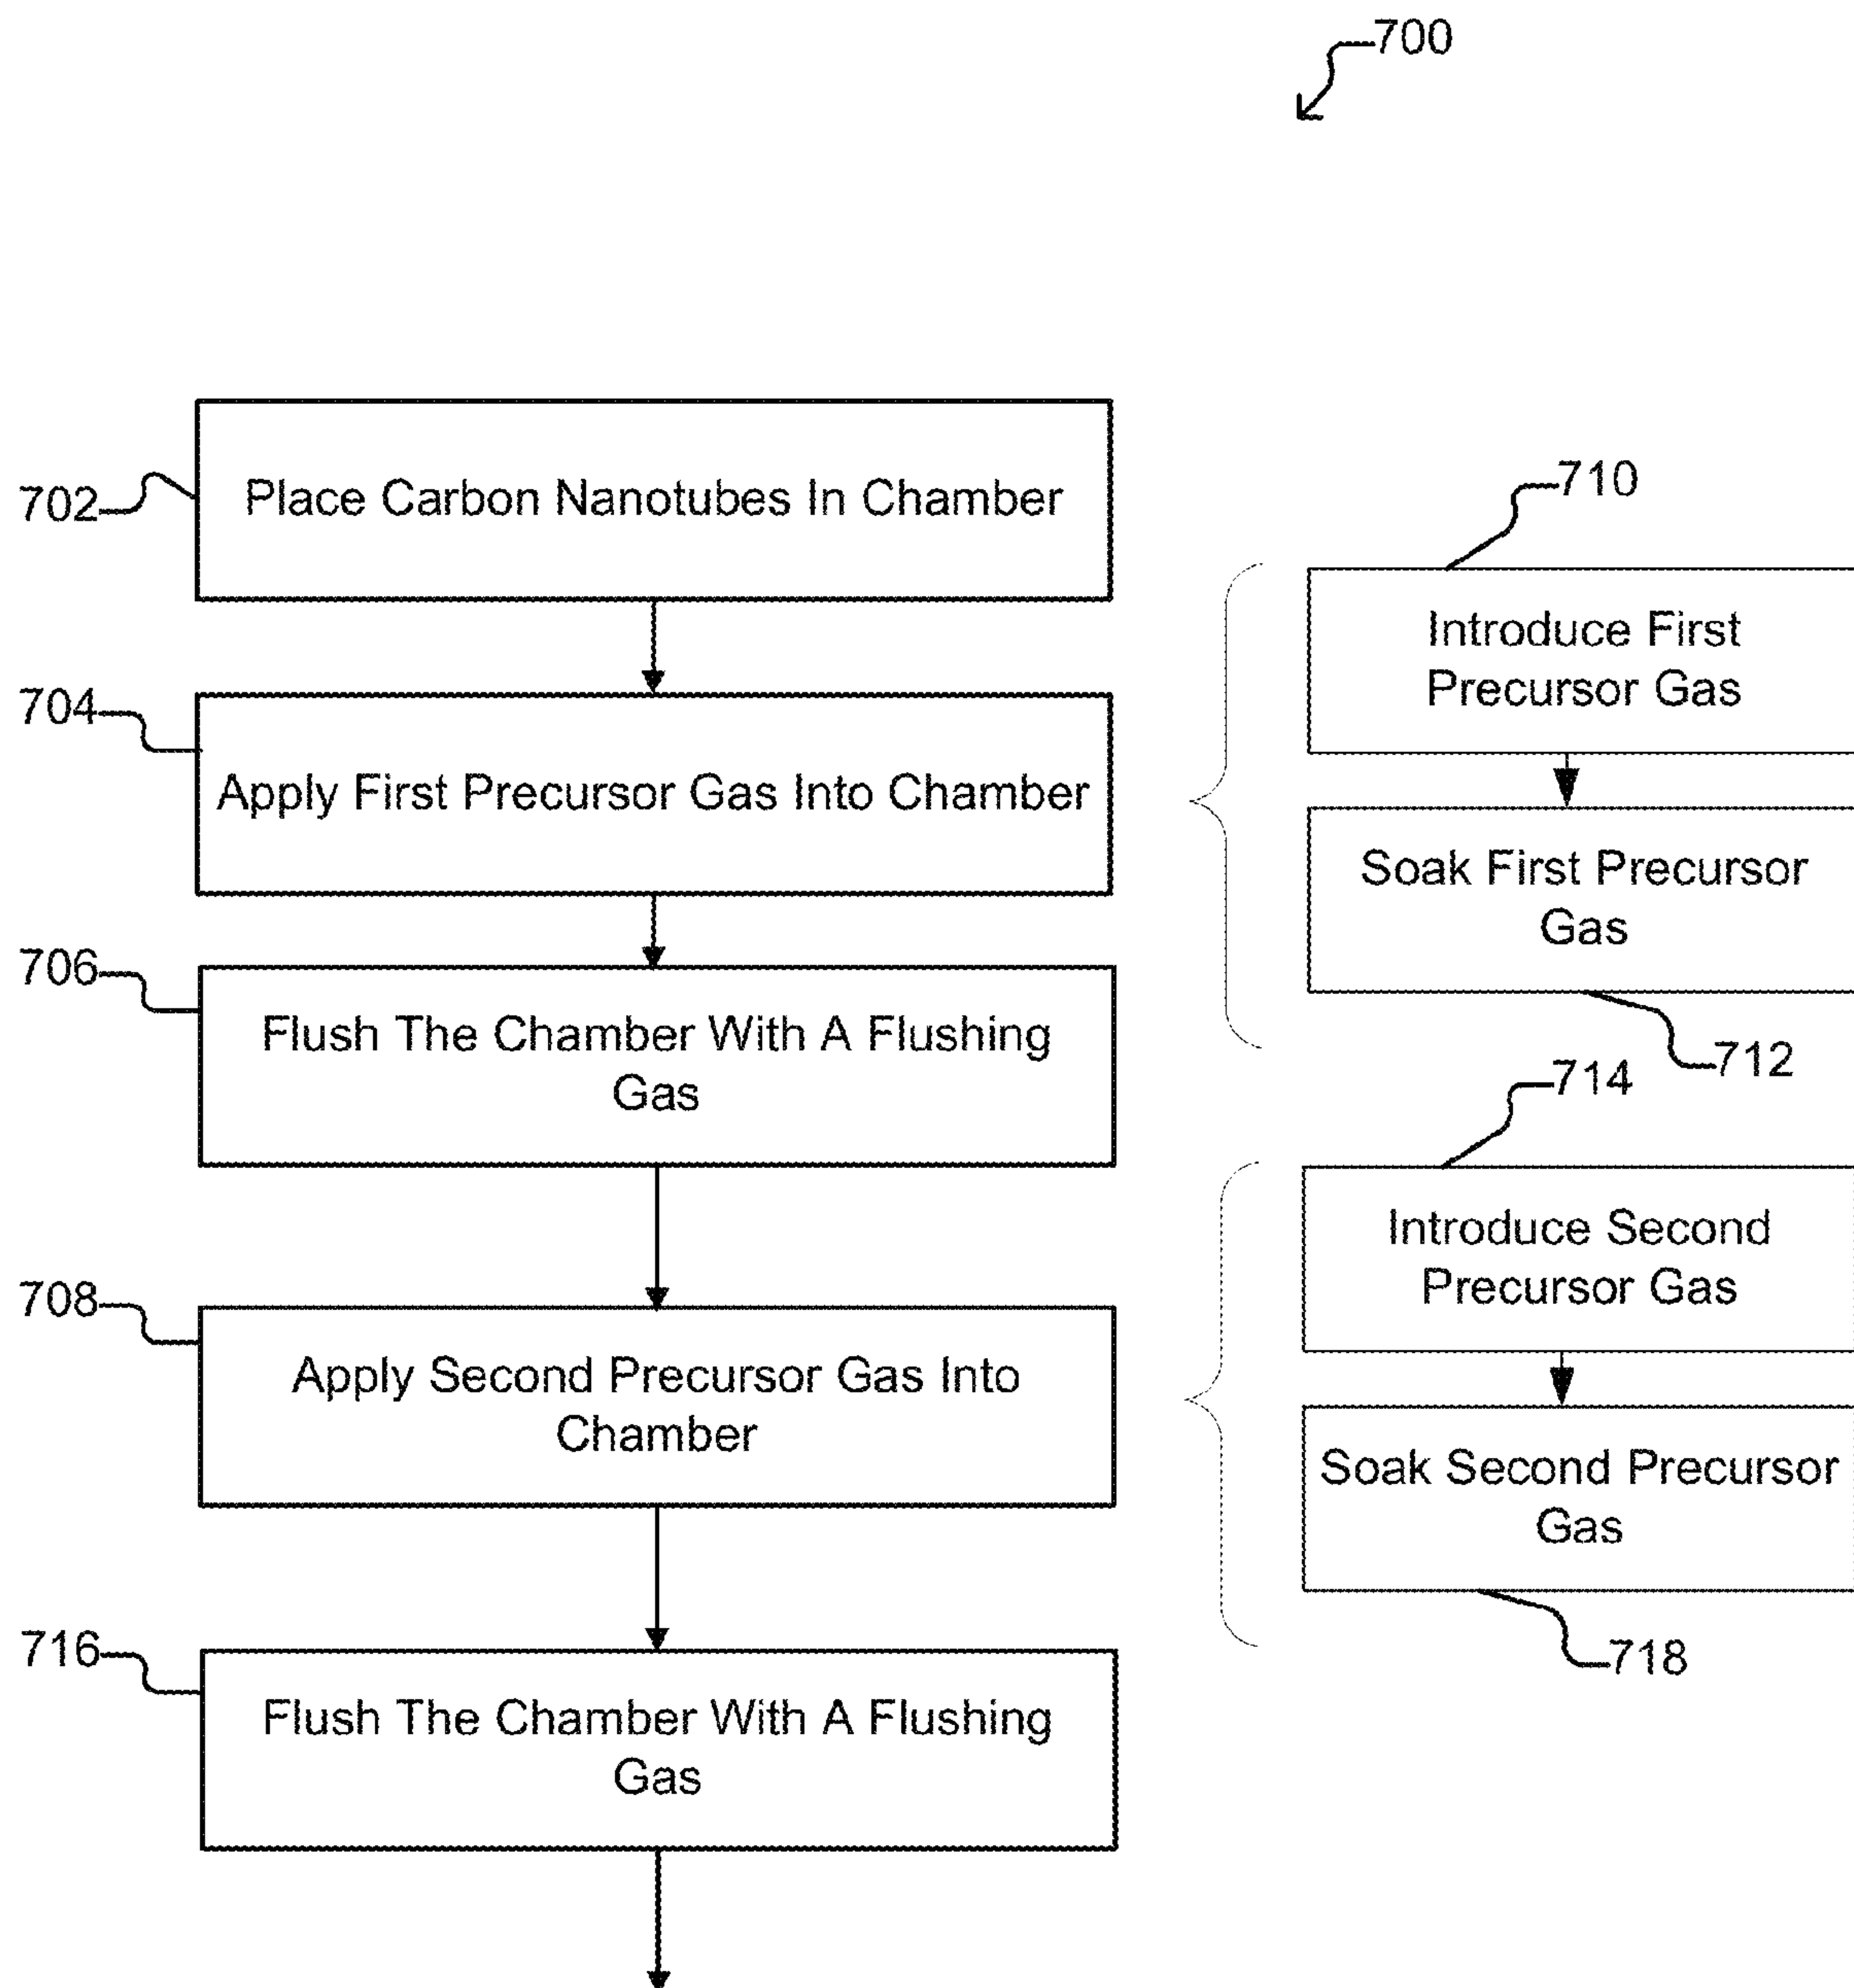 700
702
Place Carbon Nanotubes In Chamber
704
Apply First Precursor Gas Into Chamber
706
Flush The Chamber With A Flushing
Gas
708
Apply Second Precursor Gas Into
Chamber
716
Flush The Chamber With A Flushing
Gas
710
Introduce First
Precursor Gas
Soak First Precursor
Gas
712
714
Introduce Second
Precursor Gas
Soak Second Precursor
Gas
718